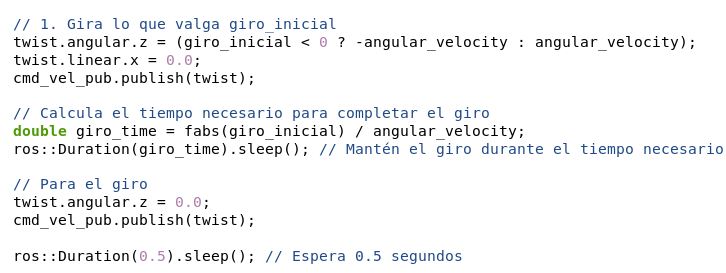 // 1. Gira lo que valga giro_inicial
twist.angular.z = (giro_inicial < 0 ? -angular_velocity : angular_velocity);
twist.linear.x = 0.0;
cmd_vel_pub.publish(twist);

// Calcula el tiempo necesario para completar el giro
double giro_time = fabs(giro_inicial) / angular_velocity;
ros::Duration(giro_time).sleep(); // Mantén el giro durante el tiempo necesario

// Para el giro
twist.angular.z = 0.0;
cmd_vel_pub.publish(twist);

ros::Duration(0.5).sleep(); // Espera 0.5 segundos